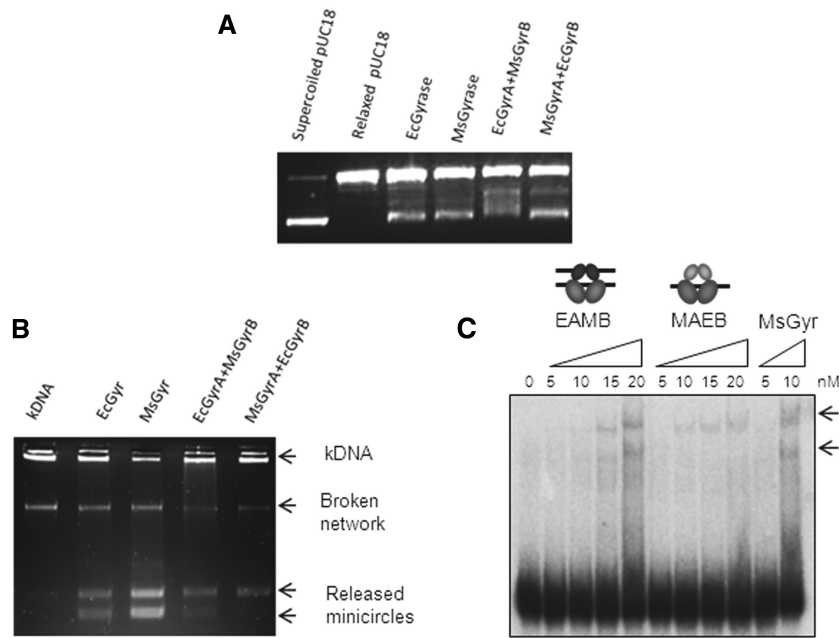 A
Supercoiled pUC18
Relaxed pUC18
EcGyrase
MsGyrase
EcGyrA+MsGyrB
MsGyrA+EcGyrB
B
kDNA
EcGyr
MsGyr
EcGyrA+MsGyrB
MsGyrA+EcGyrB
kDNA
Broken
network
Released
minicircles
C
EAMB
MAEB
MsGyr
0 5 10 15 20 5 10 15 20 5 10 nM